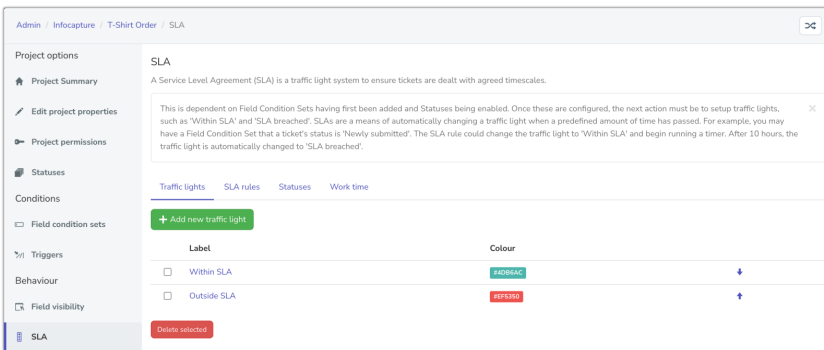 Admin / Infocapture / T-Shirt Order / SLA
Project options
Project Summary
Edit project properties
Project permissions
Statuses
Conditions
Field condition sets
Triggers
Behaviour
Field visibility
SLA
SLA
A Service Level Agreement (SLA) is a traffic light system to ensure tickets are dealt with agreed timescales.
This is dependent on Field Condition Sets having first been added and Statuses being enabled. Once these are configured, the next action must be to setup traffic lights,
such as 'Within SLA' and 'SLA breached'. SLAs are a means of automatically changing a traffic light when a predefined amount of time has passed. For example, you may
have a Field Condition Set that a ticket's status is 'Newly submitted'. The SLA rule could change the traffic light to 'Within SLA' and begin running a timer. After 10 hours, the
traffic light is automatically changed to 'SLA breached'.
Traffic lights SLA rules Statuses Work time
+ Add new traffic light
Label Colour
Within SLA #4DB6AC
Outside SLA #EF5350
Delete selected